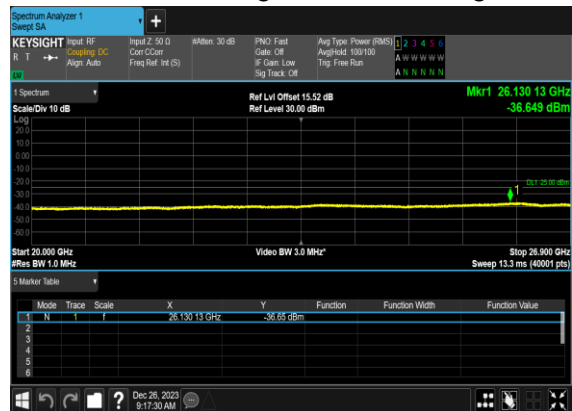 Spectrum Analyzer 1
Swept SA
+
KEYSIGHT
R T
LW
Input: RF
Coupling: DC
Align: Auto
Input Z: 50 Ω
Corr CCorr
Freq Ref: Int (S)
#Atten: 30 dB
PNO: Fast
Gate: Off
IF Gain: Low
Sig Track: Off
Avg Type: Power (RMS)
Avg|Hold: 100/100
Trig: Free Run
1 2 3 4 5 6
A W W W W W
A N N N N N
1 Spectrum
Scale/Div 10 dB
Ref Lvl Offset 15.52 dB
Ref Level 30.00 dBm
Mkr1 26.130 13 GHz
-36.649 dBm
Log
20.0
10.0
0.00
-10.0
-20.0
-30.0
-40.0
-50.0
-60.0
1
DL1 -25.00 dBm
Start 20.000 GHz
#Res BW 1.0 MHz
Video BW 3.0 MHz*
Stop 26.900 GHz
Sweep 13.3 ms (40001 pts)
5 Marker Table
Mode Trace Scale X Y Function Function Width Function Value
1 N 1 f 26.130 13 GHz -36.65 dBm
2
3
4
5
6
?
Dec 26, 2023
9:17:30 AM